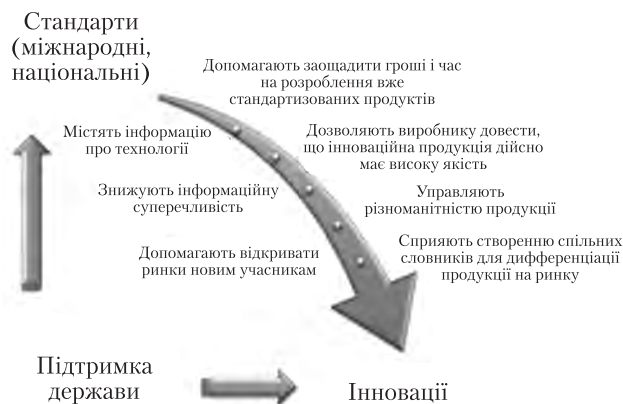 Стандарти
(міжнародні,
національні)
Допомагають заощадити гроші і час
на розроблення вже
стандартизованих продуктів
Містять інформацію
про технології
Дозволяють виробнику довести,
що інноваційна продукція дійсно
має високу якість
Знижують інформаційну
суперечливість
Управляють
різноманітністю продукції
Допомагають відкривати
ринки новим учасникам
Сприяють створенню спільних
словників для дифференціації
продукції на ринку
Підтримка
держави
Інновації